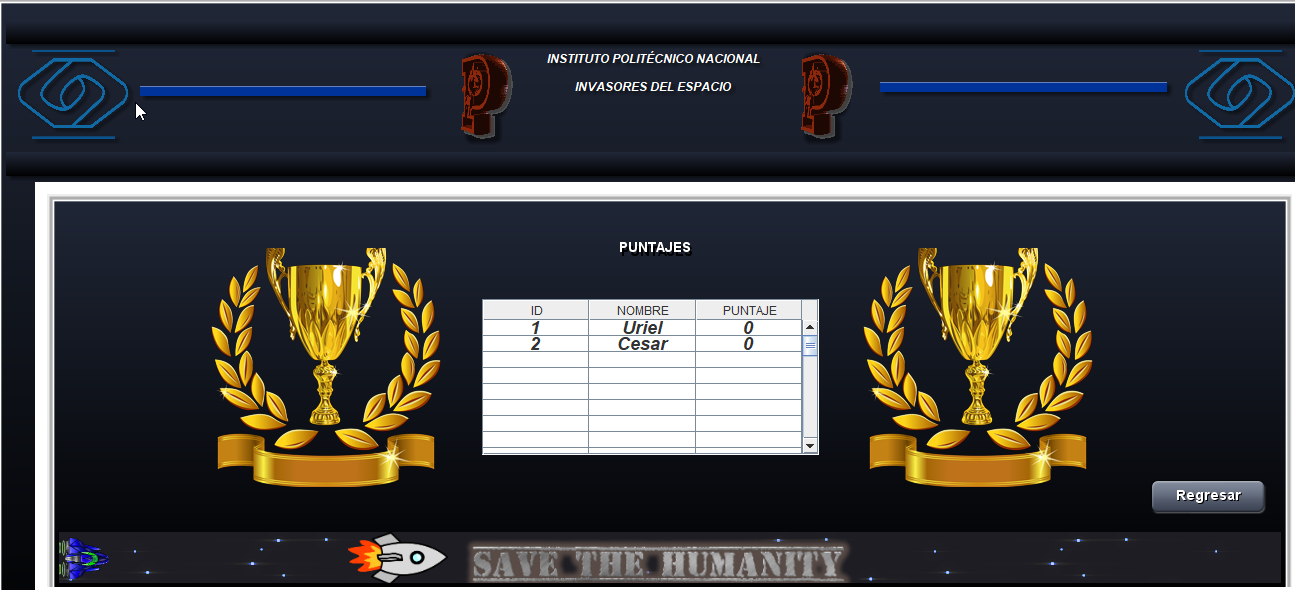 INSTITUTO POLITÉCNICO NACIONAL
INVASORES DEL ESPACIO
PUNTAJES
ID NOMBRE PUNTAJE
1 Uriel 0
2 Cesar 0
Regresar
SAVE THE HUMANITY